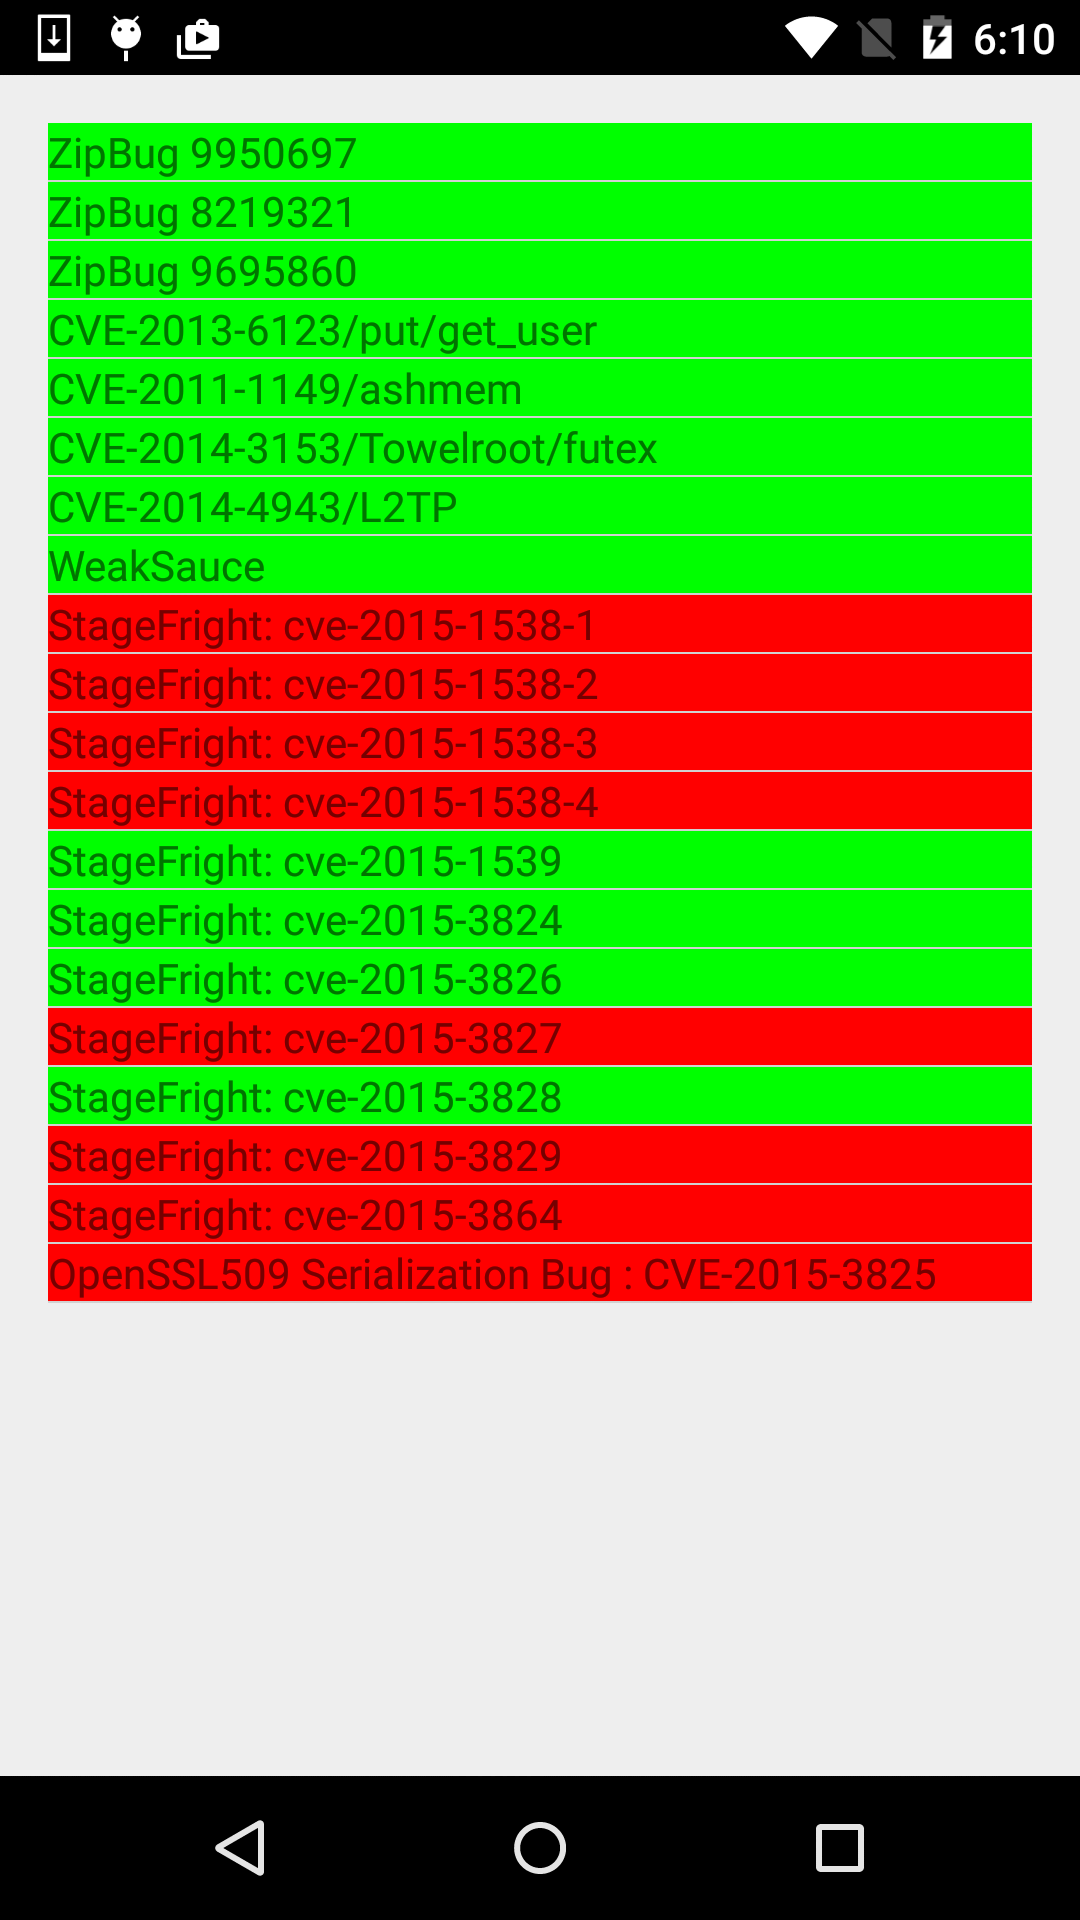 6:10
ZipBug 9950697
ZipBug 8219321
ZipBug 9695860
CVE-2013-6123/put/get_user
CVE-2011-1149/ashmem
CVE-2014-3153/Towelroot/futex
CVE-2014-4943/L2TP
WeakSauce
StageFright: cve-2015-1538-1
StageFright: cve-2015-1538-2
StageFright: cve-2015-1538-3
StageFright: cve-2015-1538-4
StageFright: cve-2015-1539
StageFright: cve-2015-3824
StageFright: cve-2015-3826
StageFright: cve-2015-3827
StageFright: cve-2015-3828
StageFright: cve-2015-3829
StageFright: cve-2015-3864
OpenSSL509 Serialization Bug : CVE-2015-3825